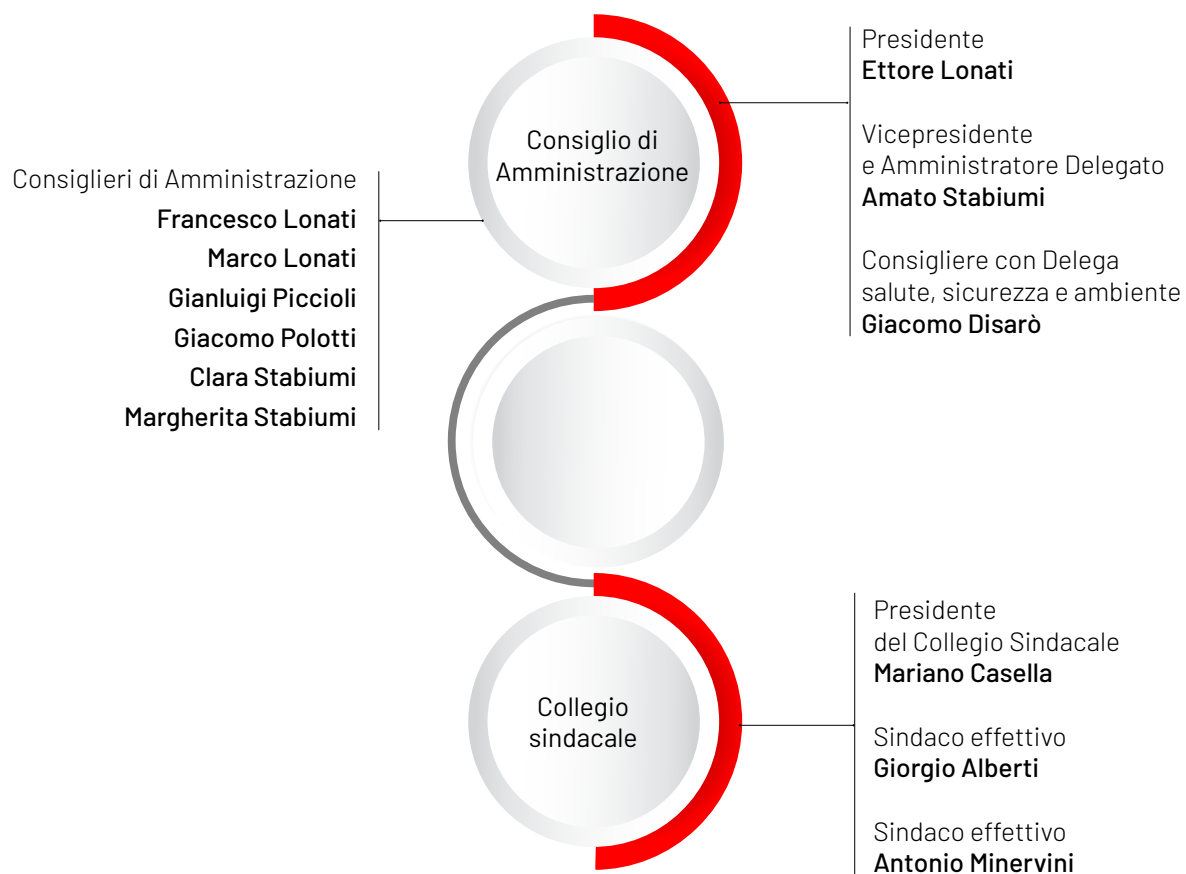 Consiglio di
Amministrazione
Presidente
Ettore Lonati
Vicepresidente
e Amministratore Delegato
Amato Stabiumi
Consigliere con Delega
salute, sicurezza e ambiente
Giacomo Disarò
Consiglieri di Amministrazione
Francesco Lonati
Marco Lonati
Gianluigi Piccioli
Giacomo Polotti
Clara Stabiumi
Margherita Stabiumi
Collegio
sindacale
Presidente
del Collegio Sindacale
Mariano Casella
Sindaco effettivo
Giorgio Alberti
Sindaco effettivo
Antonio Minervini